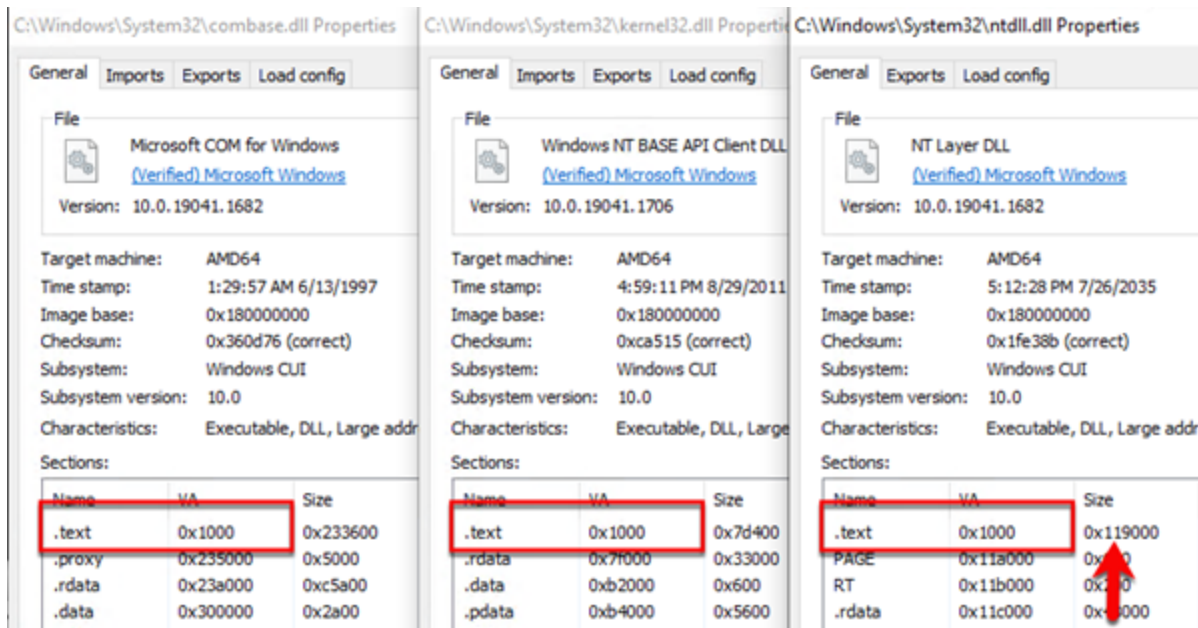 C:\Windows\System32\combase.dll Properties
General Imports Exports Load config
File
Microsoft COM for Windows
(Verified) Microsoft Windows
Version: 10.0.19041.1682
Target machine: AMD64
Time stamp: 1:29:57 AM 6/13/1997
Image base: 0x180000000
Checksum: 0x360d76 (correct)
Subsystem: Windows CUI
Subsystem version: 10.0
Characteristics: Executable, DLL, Large addr
Sections:
Name VA Size
.text 0x1000 0x233600
.proxy 0x235000 0x5000
.rdata 0x23a000 0xc5a00
.data 0x300000 0x2a00
C:\Windows\System32\kernel32.dll Properti
General Imports Exports Load config
File
Windows NT BASE API Client DLL
(Verified) Microsoft Windows
Version: 10.0.19041.1706
Target machine: AMD64
Time stamp: 4:59:11 PM 8/29/2011
Image base: 0x180000000
Checksum: 0xca515 (correct)
Subsystem: Windows CUI
Subsystem version: 10.0
Characteristics: Executable, DLL, Large
Sections:
Name VA Size
.text 0x1000 0x7d400
.rdata 0x7f000 0x33000
.data 0xb2000 0x600
.pdata 0xb4000 0x5600
C:\Windows\System32\ntdll.dll Properties
General Exports Load config
File
NT Layer DLL
(Verified) Microsoft Windows
Version: 10.0.19041.1682
Target machine: AMD64
Time stamp: 5:12:28 PM 7/26/2035
Image base: 0x180000000
Checksum: 0x1fe38b (correct)
Subsystem: Windows CUI
Subsystem version: 10.0
Characteristics: Executable, DLL, Large addr
Sections:
Name VA Size
.text 0x1000 0x119000
PAGE 0x11a000
RT 0x11b000
.rdata 0x11c000